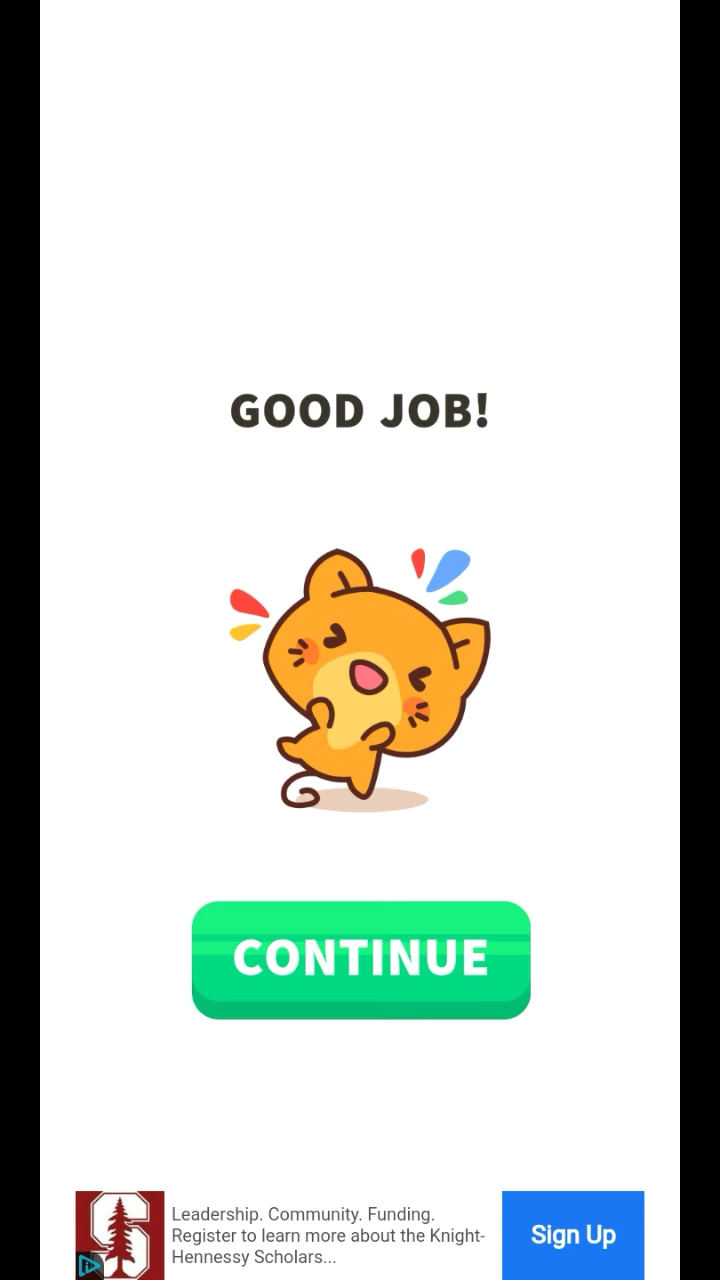 GOOD JOB!
CONTINUE
Leadership. Community. Funding.
Register to learn more about the Knight-
Hennessy Scholars...
Sign Up